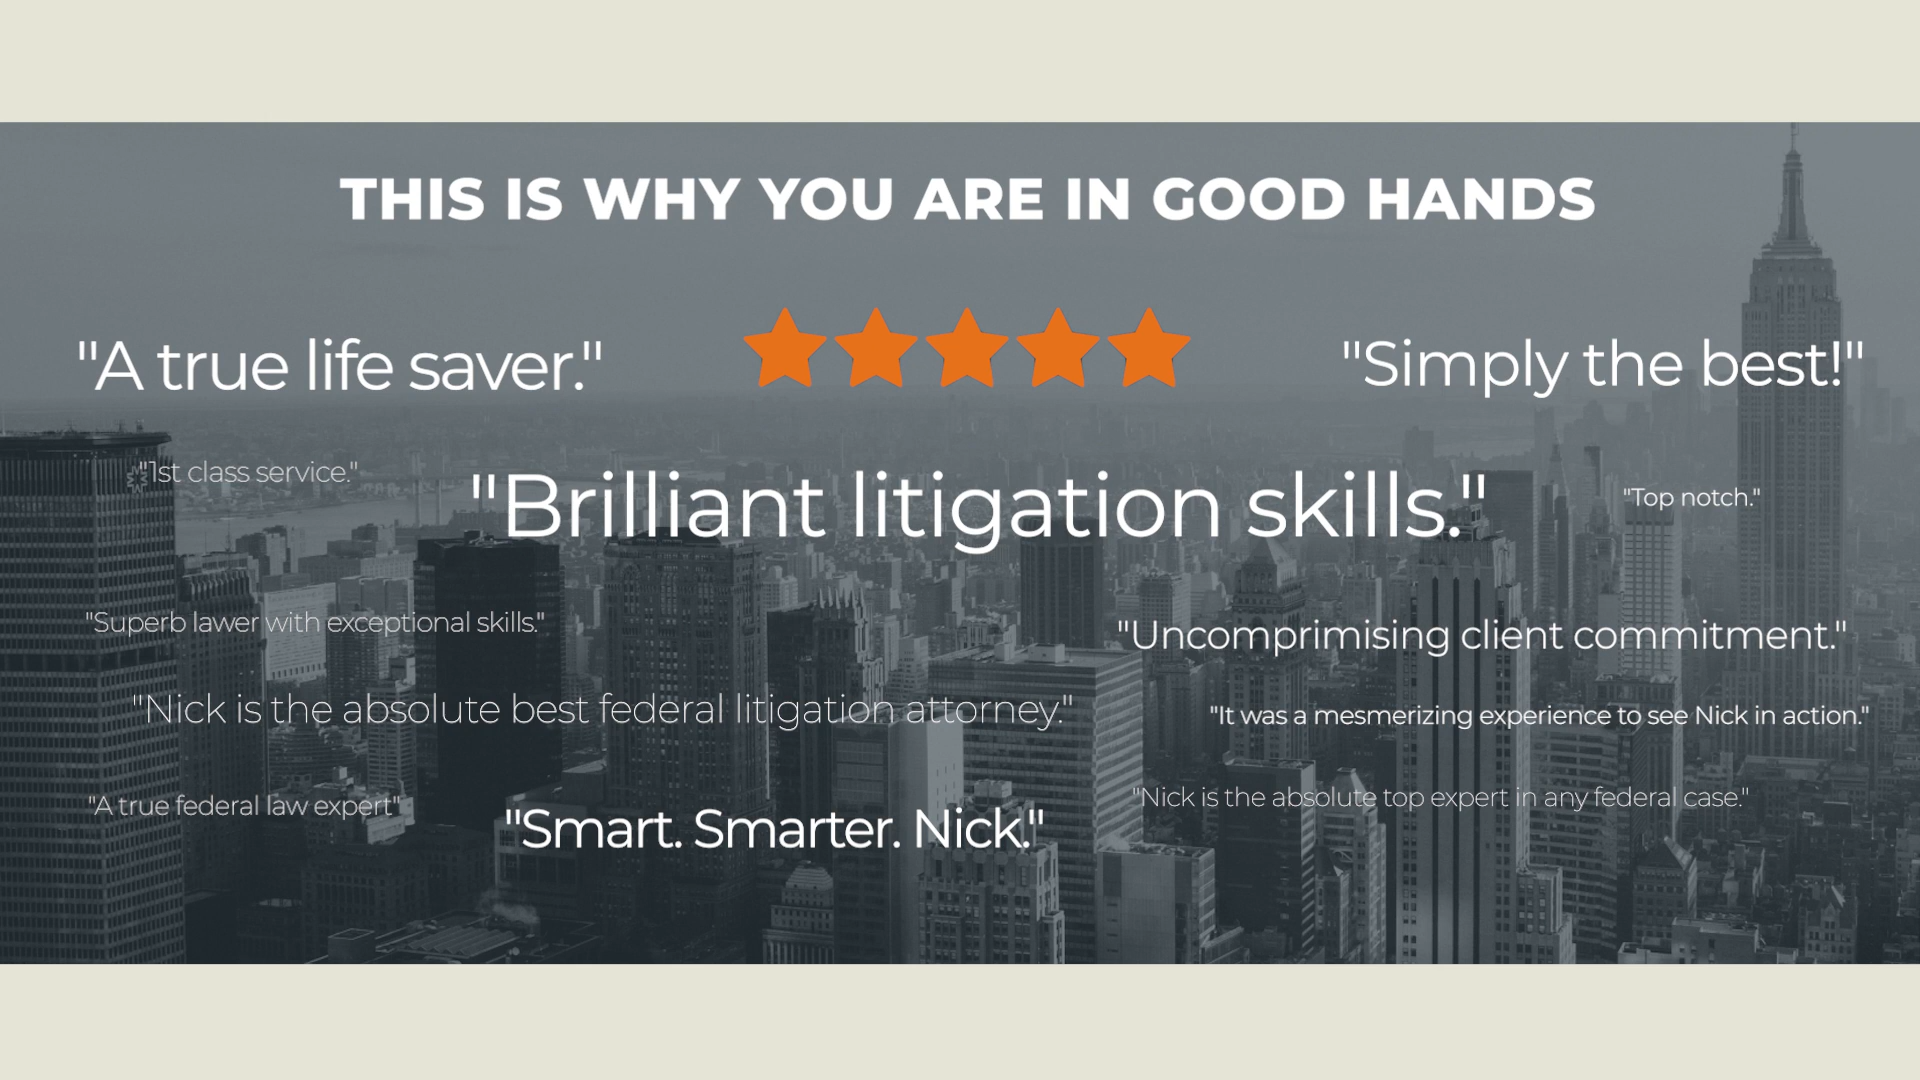 THIS IS WHY YOU ARE IN GOOD HANDS
"A true life saver."
"Simply the best!"
"1st class service."
"Brilliant litigation skills."
"Top notch."
"Superb lawer with exceptional skills."
"Uncomprimising client commitment."
"Nick is the absolute best federal litigation attorney."
"It was a mesmerizing experience to see Nick in action."
"A true federal law expert"
"Smart. Smarter. Nick."
"Nick is the absolute top expert in any federal case."